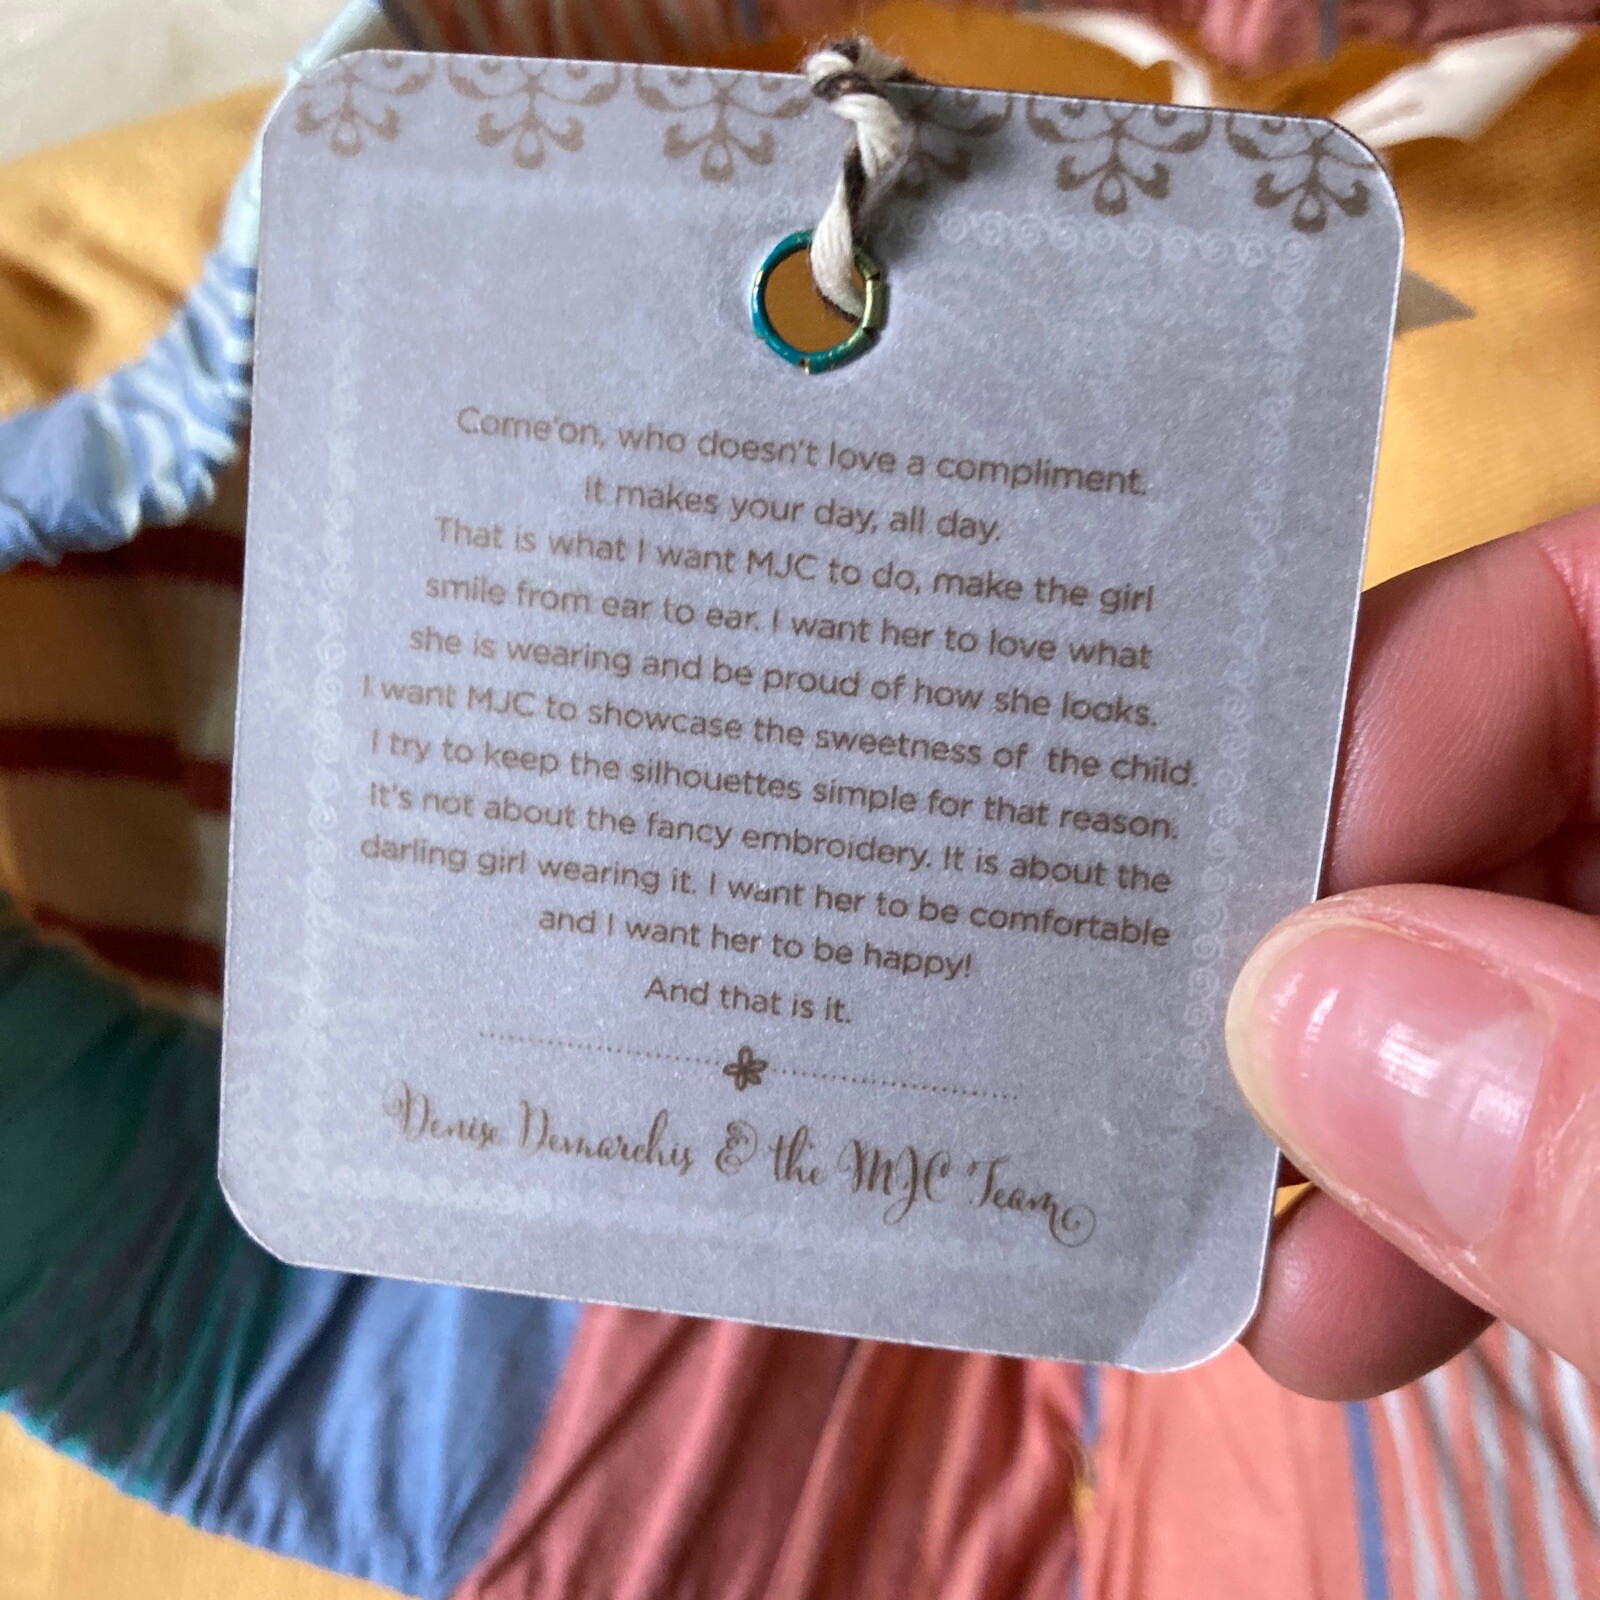 Come'on, who doesn't love a compliment.
It makes your day, all day.
That is what I want MJC to do, make the girl
smile from ear to ear. I want her to love what
she is wearing and be proud of how she looks.
I want MJC to showcase the sweetness of the child.
I try to keep the silhouettes simple for that reason.
It's not about the fancy embroidery. It is about the
darling girl wearing it. I want her to be comfortable
and I want her to be happy!
And that is it.
Denise Demarchis & the MJC Team